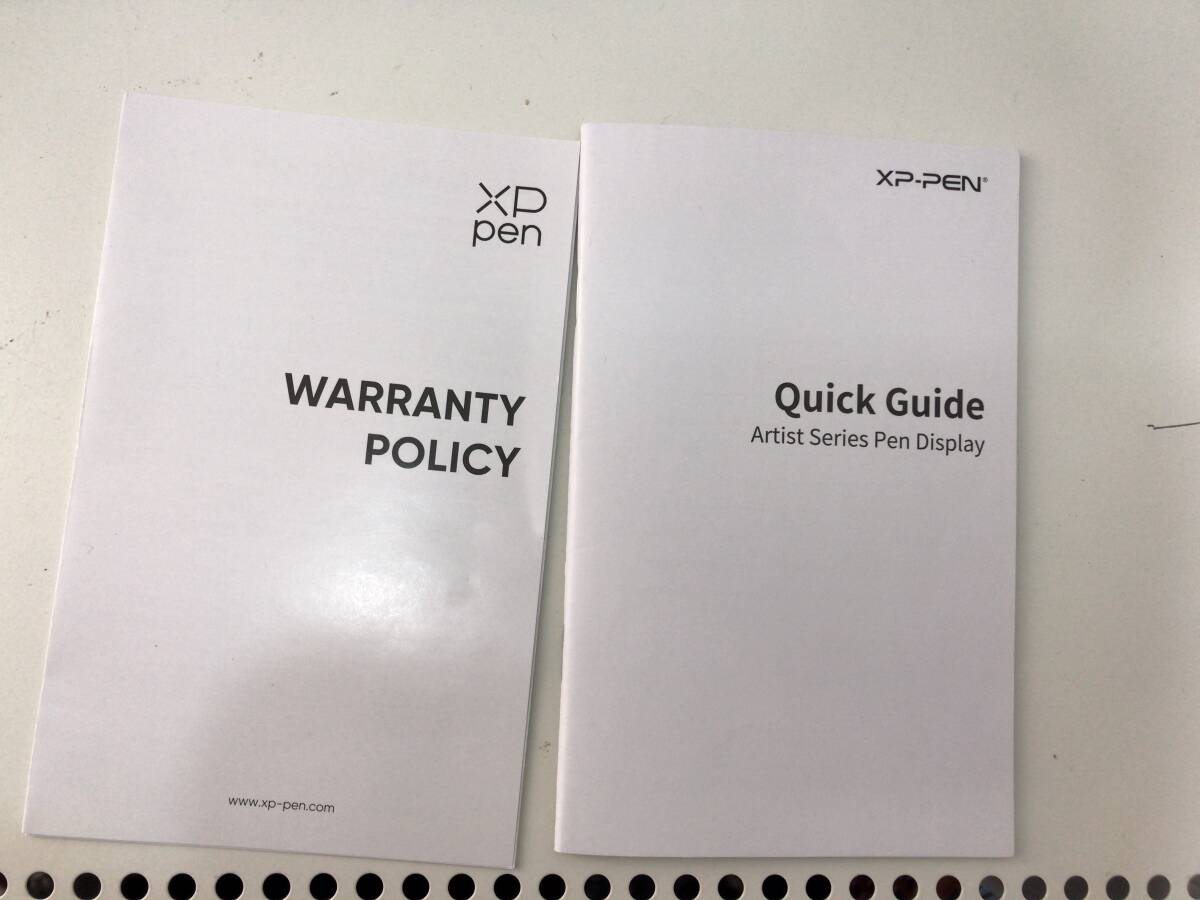 XP
pen
WARRANTY
POLICY
www.xp-pen.com
XP-PEN®
Quick Guide
Artist Series Pen Display